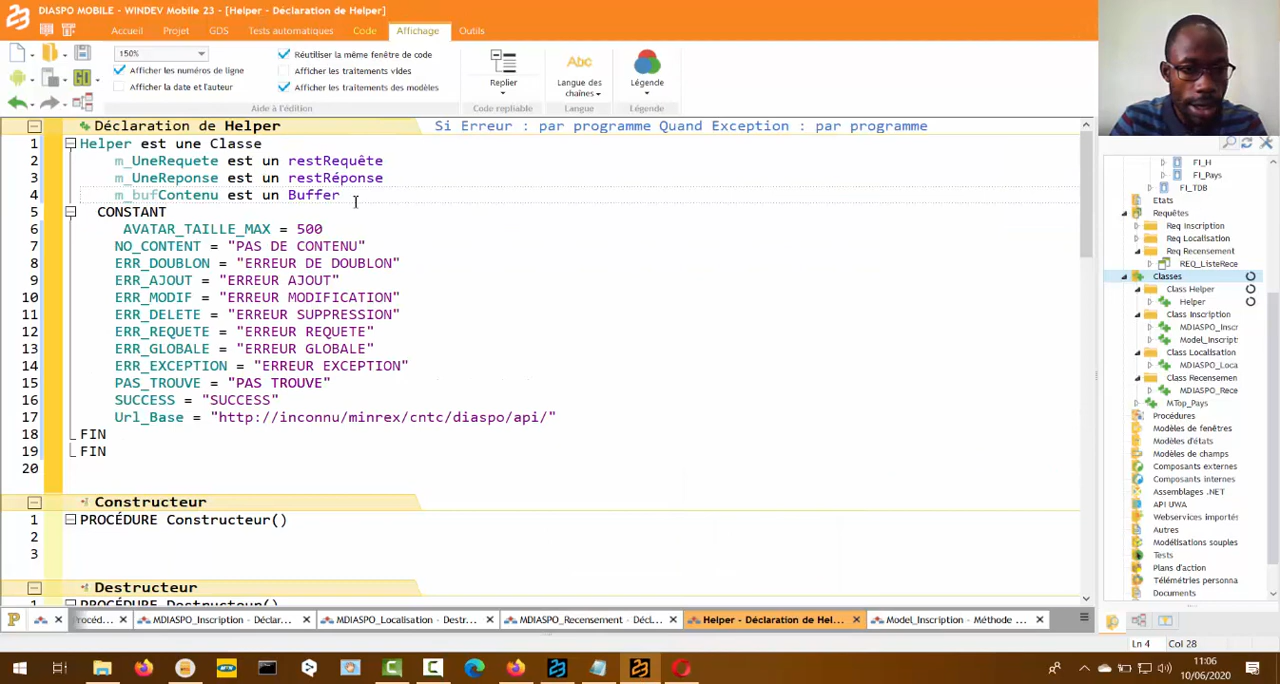 DIASPO MOBILE - WINDEV Mobile 23 - [Helper - Déclaration de Helper]
Accueil Projet GDS Tests automatiques Code Affichage Outils
150%
Afficher les numéros de ligne
Afficher la date et l'auteur
Réutiliser la même fenêtre de code
Afficher les traitements vides
Afficher les traitements des modèles
Aide à l'édition
Replier
Code repliable
Abc
Langue des chaînes
Langue
Légende
Légende
Déclaration de Helper Si Erreur : par programme Quand Exception : par programme
1 Helper est une Classe
2 m_UneRequete est un restRequête
3 m_UneReponse est un restRéponse
4 m_bufContenu est un Buffer
5 CONSTANT
6 AVATAR_TAILLE_MAX = 500
7 NO_CONTENT = "PAS DE CONTENU"
8 ERR_DOUBLON = "ERREUR DE DOUBLON"
9 ERR_AJOUT = "ERREUR AJOUT"
10 ERR_MODIF = "ERREUR MODIFICATION"
11 ERR_DELETE = "ERREUR SUPPRESSION"
12 ERR_REQUETE = "ERREUR REQUETE"
13 ERR_GLOBALE = "ERREUR GLOBALE"
14 ERR_EXCEPTION = "ERREUR EXCEPTION"
15 PAS_TROUVE = "PAS TROUVE"
16 SUCCESS = "SUCCESS"
17 Url_Base = "http://inconnu/minrex/cntc/diaspo/api/"
18 FIN
19 FIN
20
Constructeur
1 PROCÉDURE Constructeur()
2
3
Destructeur
1 PROCÉDURE Destructeur()
FI_H
FI_Pays
FI_TDB
Etats
Requêtes
Req Inscription
Req Localisation
Req Recensement
REQ_ListeRece
Classes
Class Helper
Helper
Class Inscription
MDIASPO_Inscr
Model_Inscript
Class Localisation
MDIASPO_Loca
Class Recensemen
MDIASPO_Rece
MTop_Pays
Procédures
Modèles de fenêtres
Modèles d'états
Modèles de champs
Composants externes
Composants internes
Assemblages .NET
API UWA
Webservices importés
Autres
Modélisations souples
Tests
Plans d'action
Télémétries personna
Documents
Procéd... MDIASPO_Inscription - Déclar... MDIASPO_Localisation - Destr... MDIASPO_Recensement - Décl... Helper - Déclaration de Hel... Model_Inscription - Méthode ...
Ln 4 Col 28
11:06
10/06/2020